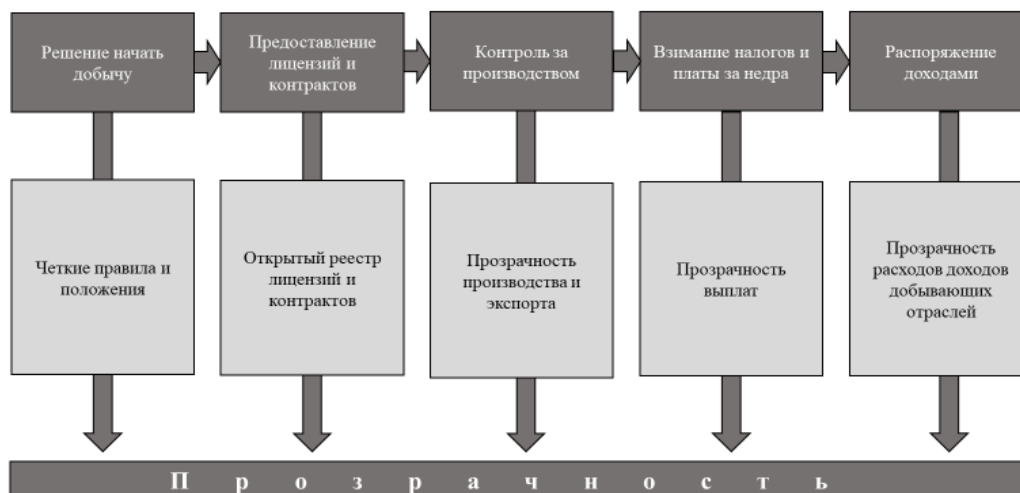 Решение начать
добычу
Предоставление
лицензий и
контрактов
Контроль за
производством
Взимание налогов и
платы за недра
Распоряжение
доходами
Четкие правила и
положения
Открытый реестр
лицензий и
контрактов
Прозрачность
производства и
экспорта
Прозрачность
выплат
Прозрачность
расходов доходов
добывающих
отраслей
Прозрачность